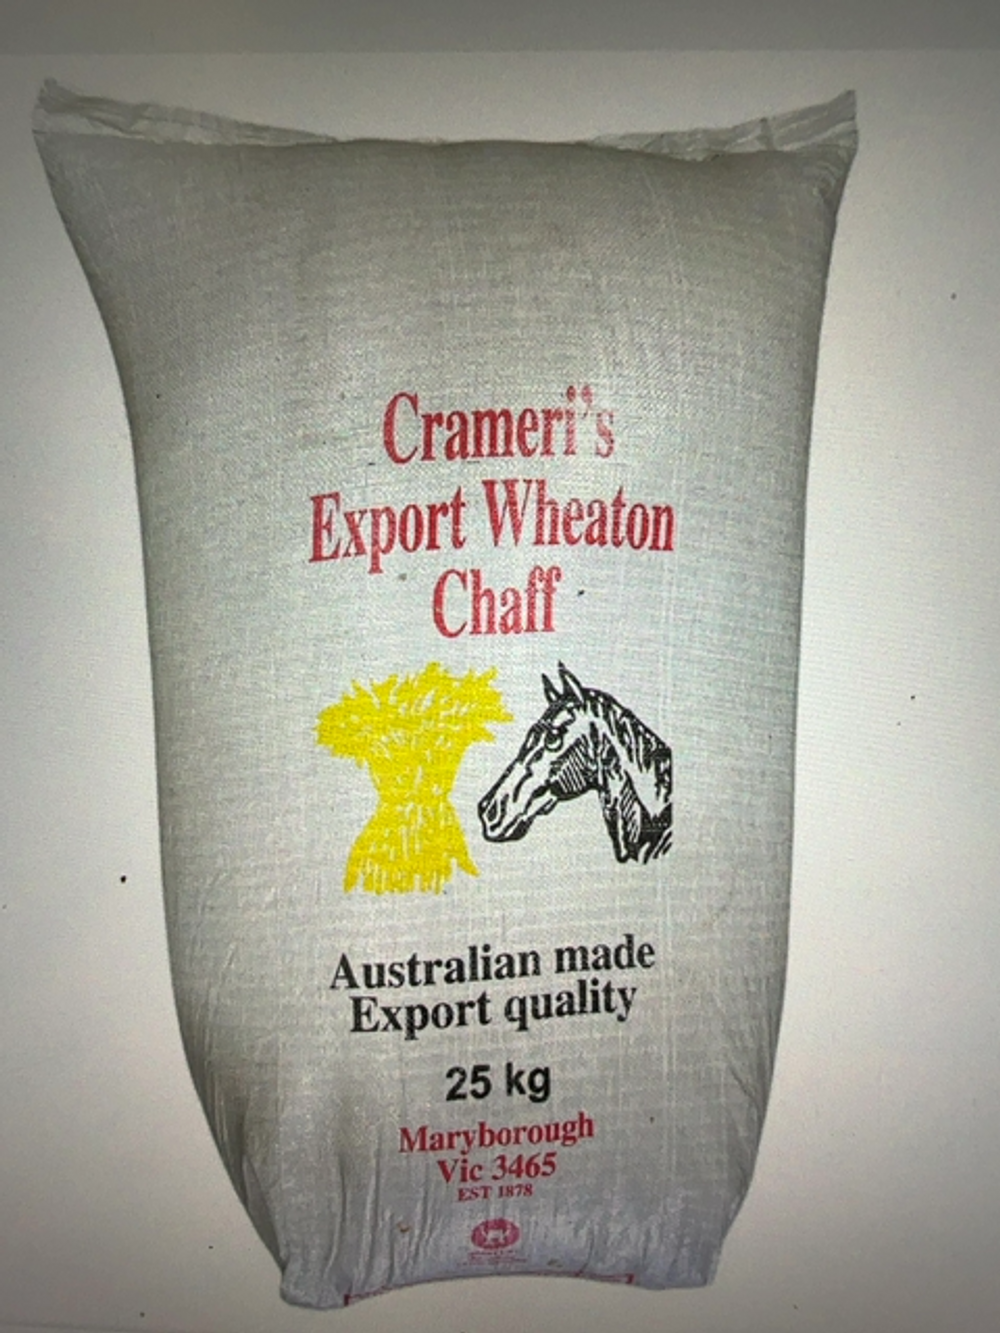 Crameri's
Export Wheaton
Chaff
Australian made
Export quality
25 kg
Maryborough
Vic 3465
EST 1878